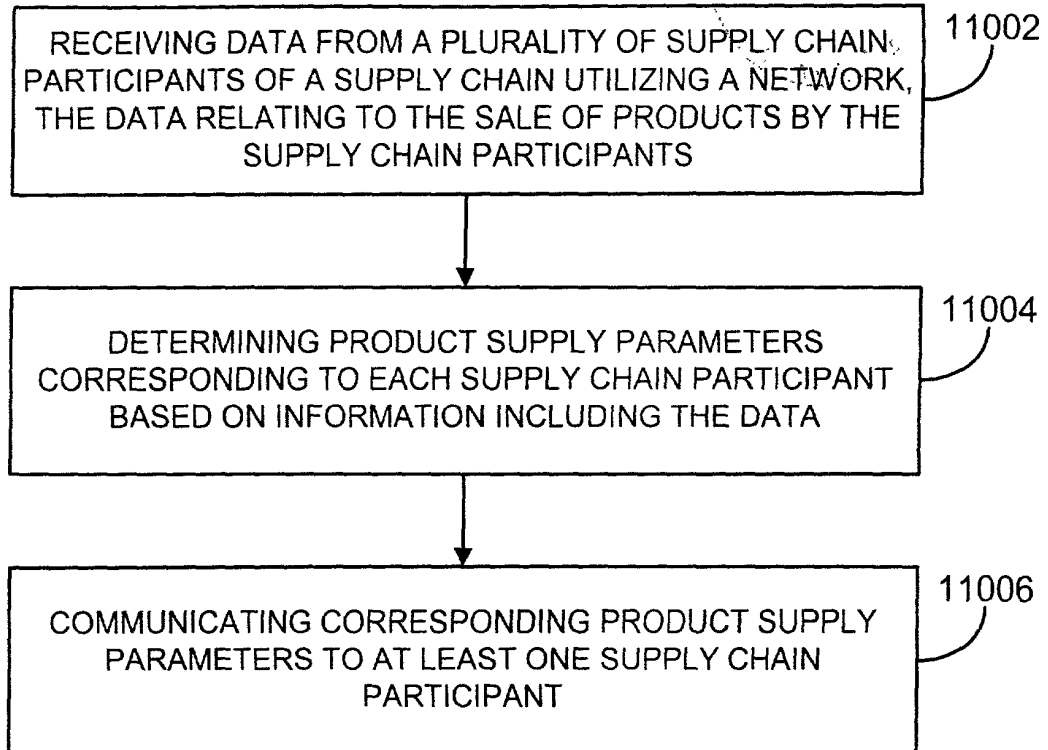 RECEIVING DATA FROM A PLURALITY OF SUPPLY CHAIN
PARTICIPANTS OF A SUPPLY CHAIN UTILIZING A NETWORK,
THE DATA RELATING TO THE SALE OF PRODUCTS BY THE
SUPPLY CHAIN PARTICIPANTS
11002
DETERMINING PRODUCT SUPPLY PARAMETERS
CORRESPONDING TO EACH SUPPLY CHAIN PARTICIPANT
BASED ON INFORMATION INCLUDING THE DATA
11004
COMMUNICATING CORRESPONDING PRODUCT SUPPLY
PARAMETERS TO AT LEAST ONE SUPPLY CHAIN
PARTICIPANT
11006